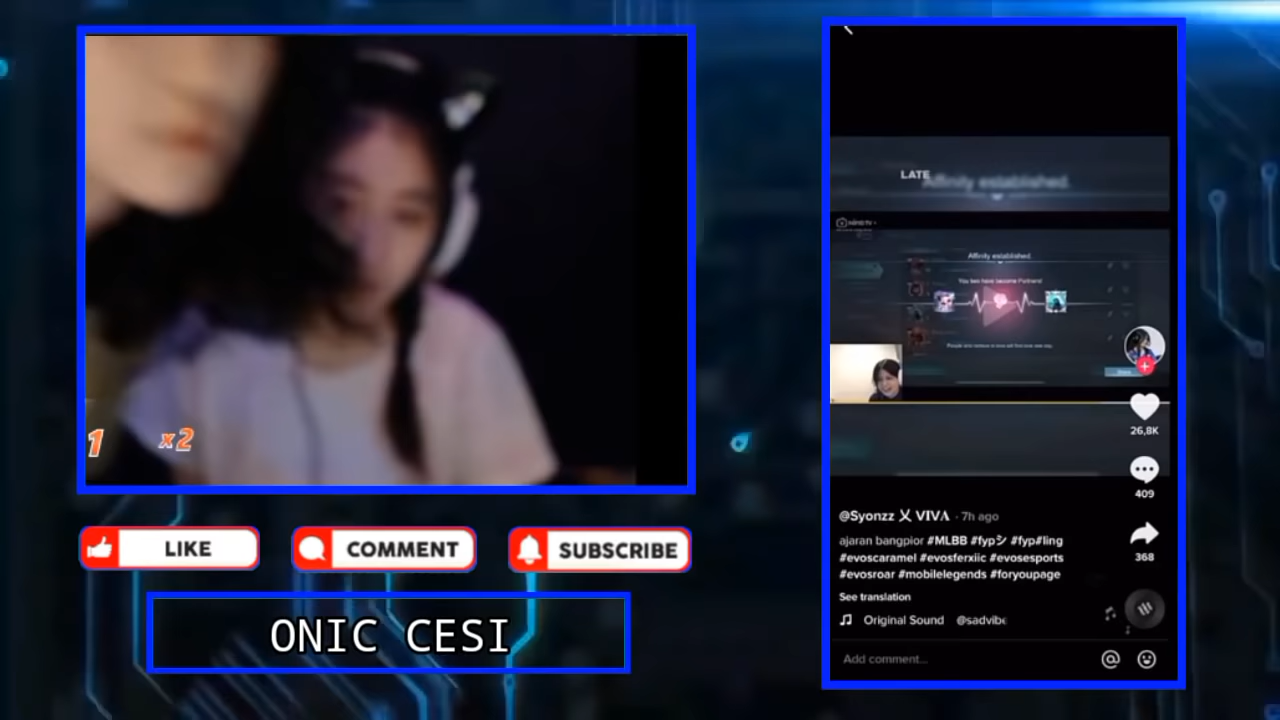 1 x2
LIKE
COMMENT
SUBSCRIBE
ONIC CESI
LATE
Affinity established.
Affinity established.
You two have become Partners!
26,8K
409
368
@Syonzz 乂 VIVΛ · 7h ago
ajaran bangpior #MLBB #fypシ #fyp#ling
#evoscaramel #evosferxiic #evosesports
#evosroar #mobilelegends #foryoupage
See translation
Original Sound @sadvibe
Add comment...